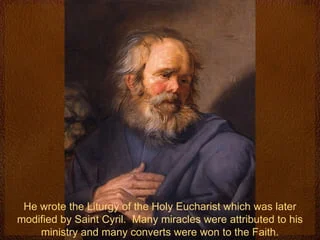 He wrote the Liturgy of the Holy Eucharist which was later
modified by Saint Cyril.  Many miracles were attributed to his
ministry and many converts were won to the Faith.